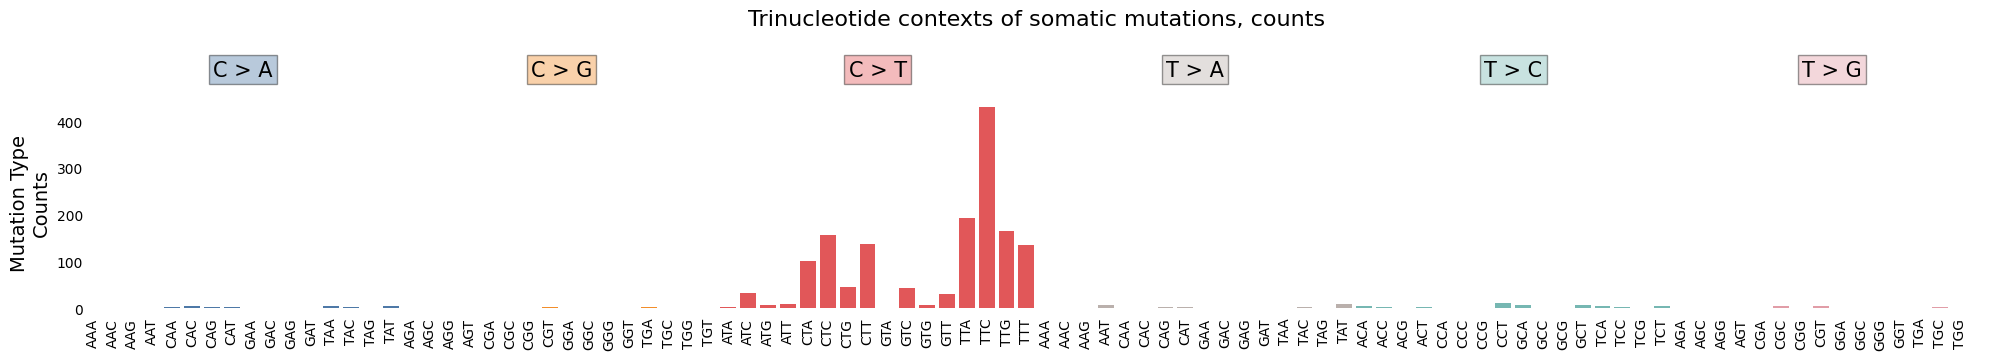 Trinucleotide contexts of somatic mutations, counts
C > A C > G C > T T > A T > C T > G
Mutation Type
Counts
400
300
200
100
0
AAA AAC AAG AAT CAA CAC CAG CAT GAA GAC GAG GAT TAA TAC TAG TAT AGA AGC AGG AGT CGA CGC CGG CGT GGA GGC GGG GGT TGA TGC TGG TGT ATA ATC ATG ATT CTA CTC CTG CTT GTA GTC GTG GTT TTA TTC TTG TTT AAA AAC AAG AAT CAA CAC CAG CAT GAA GAC GAG GAT TAA TAC TAG TAT ACA ACC ACG ACT CCA CCC CCG CCT GCA GCC GCG GCT TCA TCC TCG TCT AGA AGC AGG AGT CGA CGC CGG CGT GGA GGC GGG GGT TGA TGC TGG